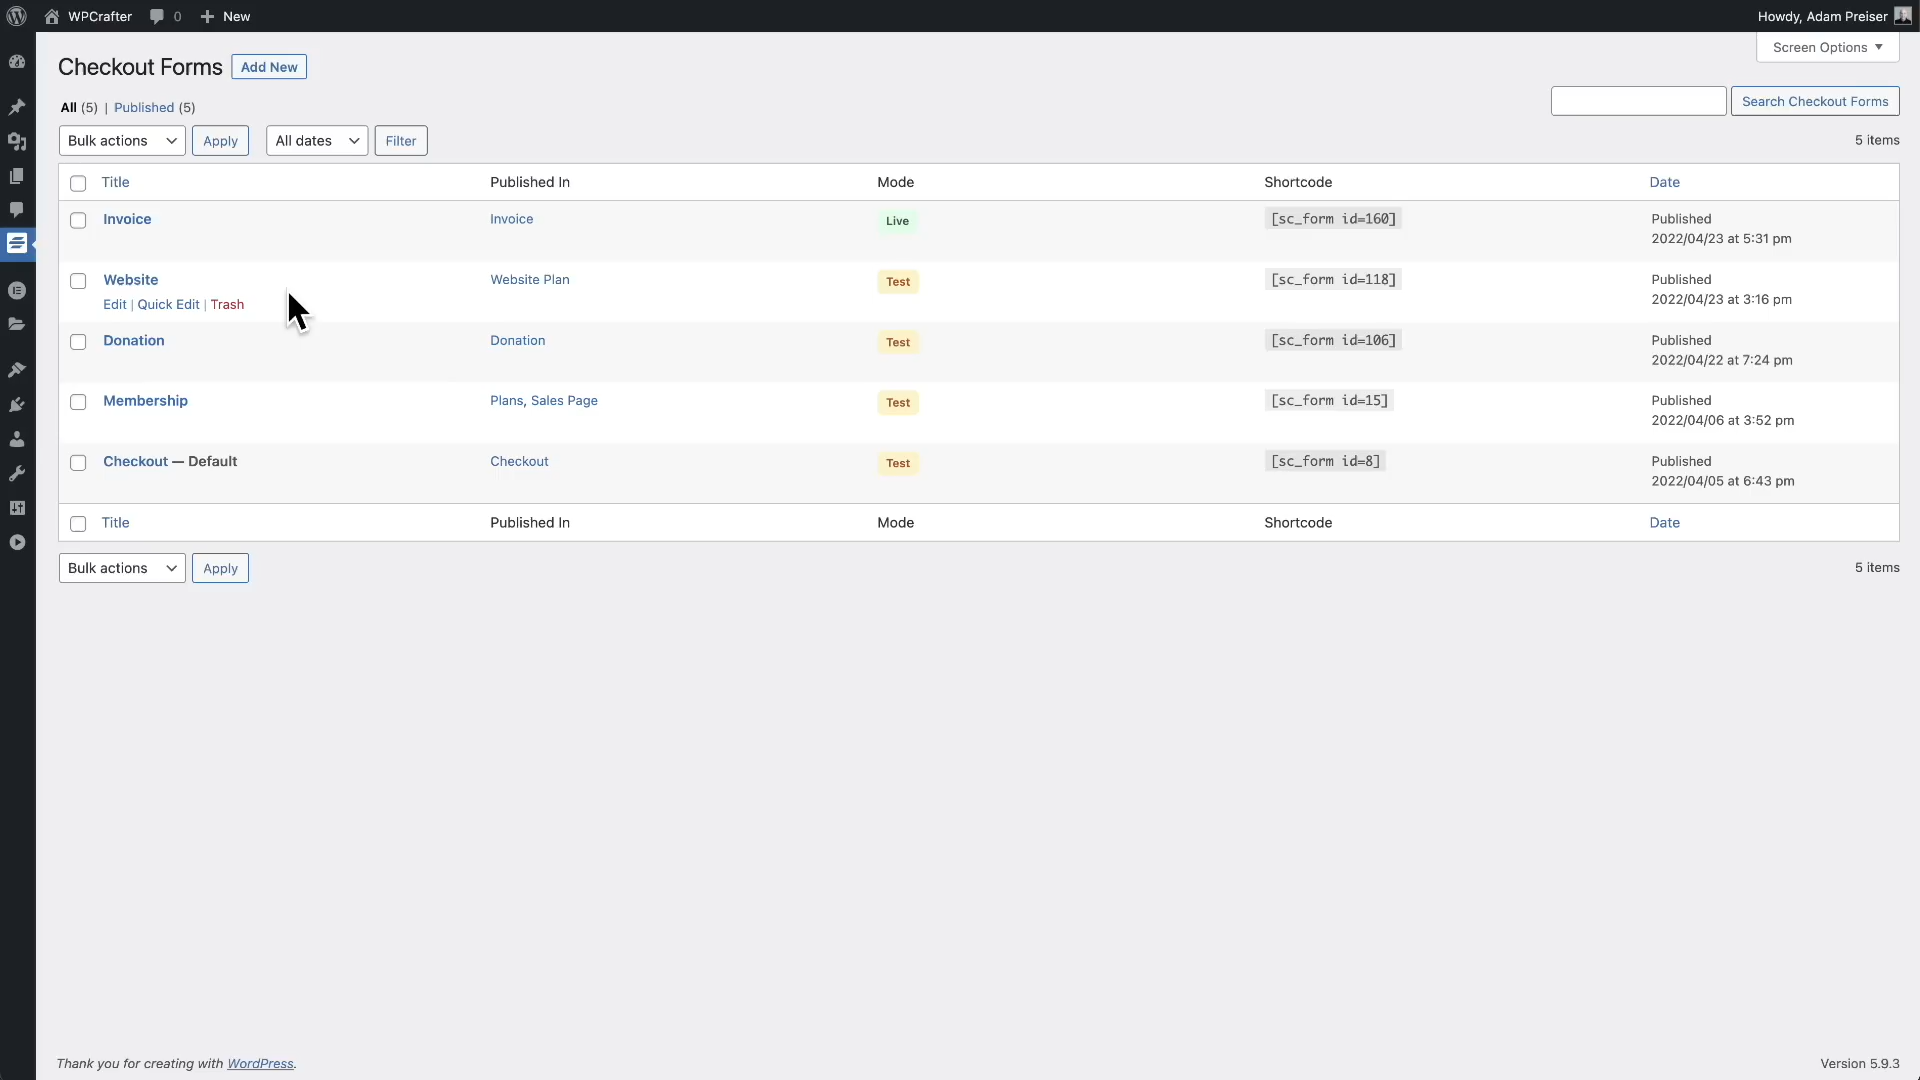 WPCrafter 0 New Howdy, Adam Preiser
Screen Options
Checkout Forms Add New
All (5) | Published (5)
Search Checkout Forms
Bulk actions Apply All dates Filter 5 items
Title Published In Mode Shortcode Date
Invoice Invoice Live [sc_form id=160] Published
2022/04/23 at 5:31 pm
Website Website Plan Test [sc_form id=118] Published
Edit | Quick Edit | Trash 2022/04/23 at 3:16 pm
Donation Donation Test [sc_form id=106] Published
2022/04/22 at 7:24 pm
Membership Plans, Sales Page Test [sc_form id=15] Published
2022/04/06 at 3:52 pm
Checkout — Default Checkout Test [sc_form id=8] Published
2022/04/05 at 6:43 pm
Title Published In Mode Shortcode Date
Bulk actions Apply 5 items
Thank you for creating with WordPress. Version 5.9.3